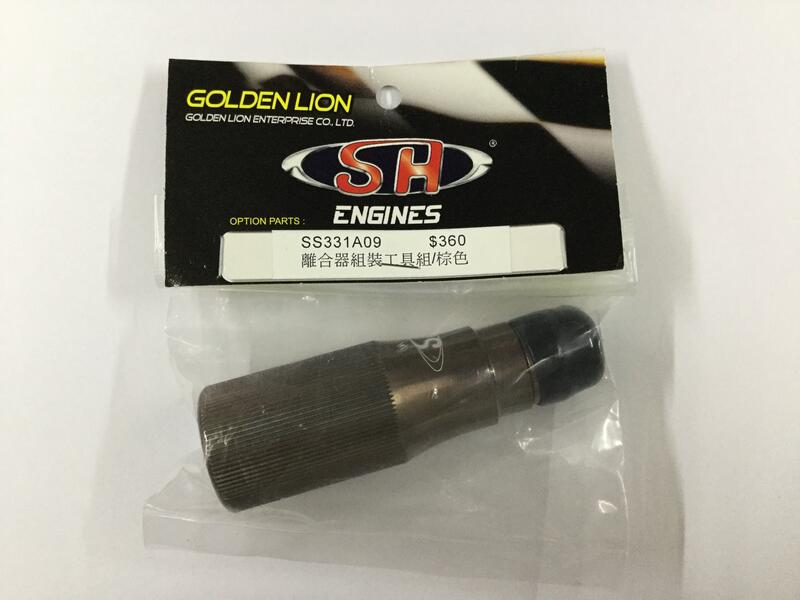 GOLDEN LION
GOLDEN LION ENTERPRISE CO., LTD.
SH
®
ENGINES
OPTION PARTS :
SS331A09 $360
離合器組裝工具組/棕色
SH